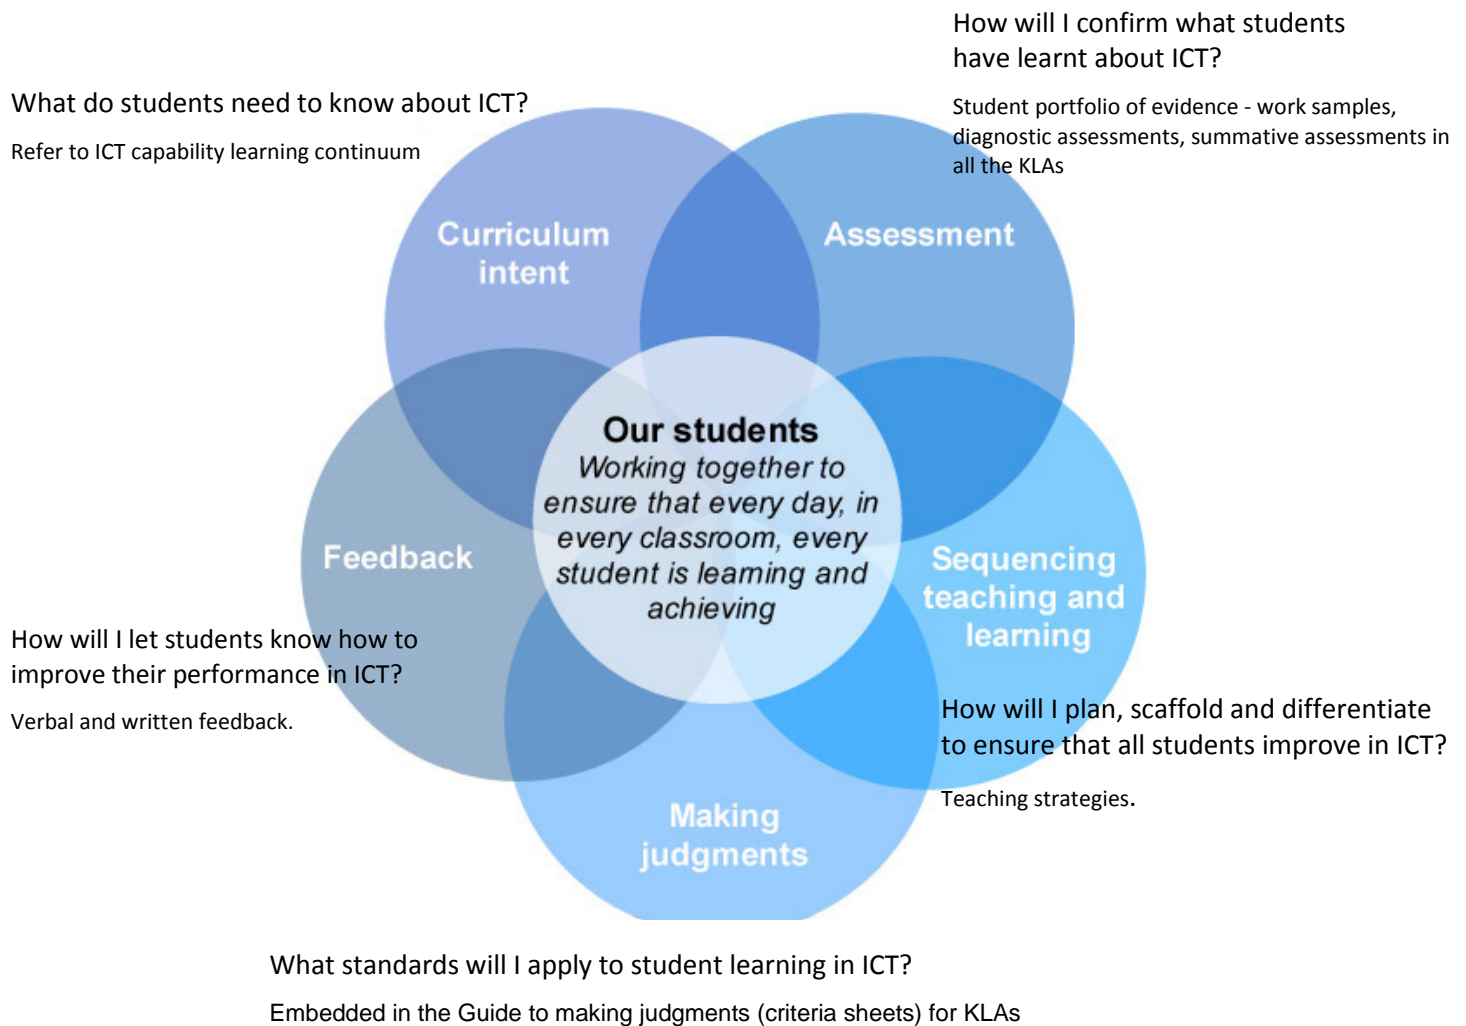 How will I confirm what students
have learnt about ICT?
Student portfolio of evidence - work samples,
diagnostic assessments, summative assessments in
all the KLAs
What do students need to know about ICT?
Refer to ICT capability learning continuum
Curriculum
intent
Assessment
Our students
Working together to
ensure that every day, in
every classroom, every
student is learning and
achieving
Feedback
Sequencing
teaching and
learning
How will I let students know how to
improve their performance in ICT?
Verbal and written feedback.
How will I plan, scaffold and differentiate
to ensure that all students improve in ICT?
Teaching strategies.
Making
judgments
What standards will I apply to student learning in ICT?
Embedded in the Guide to making judgments (criteria sheets) for KLAs